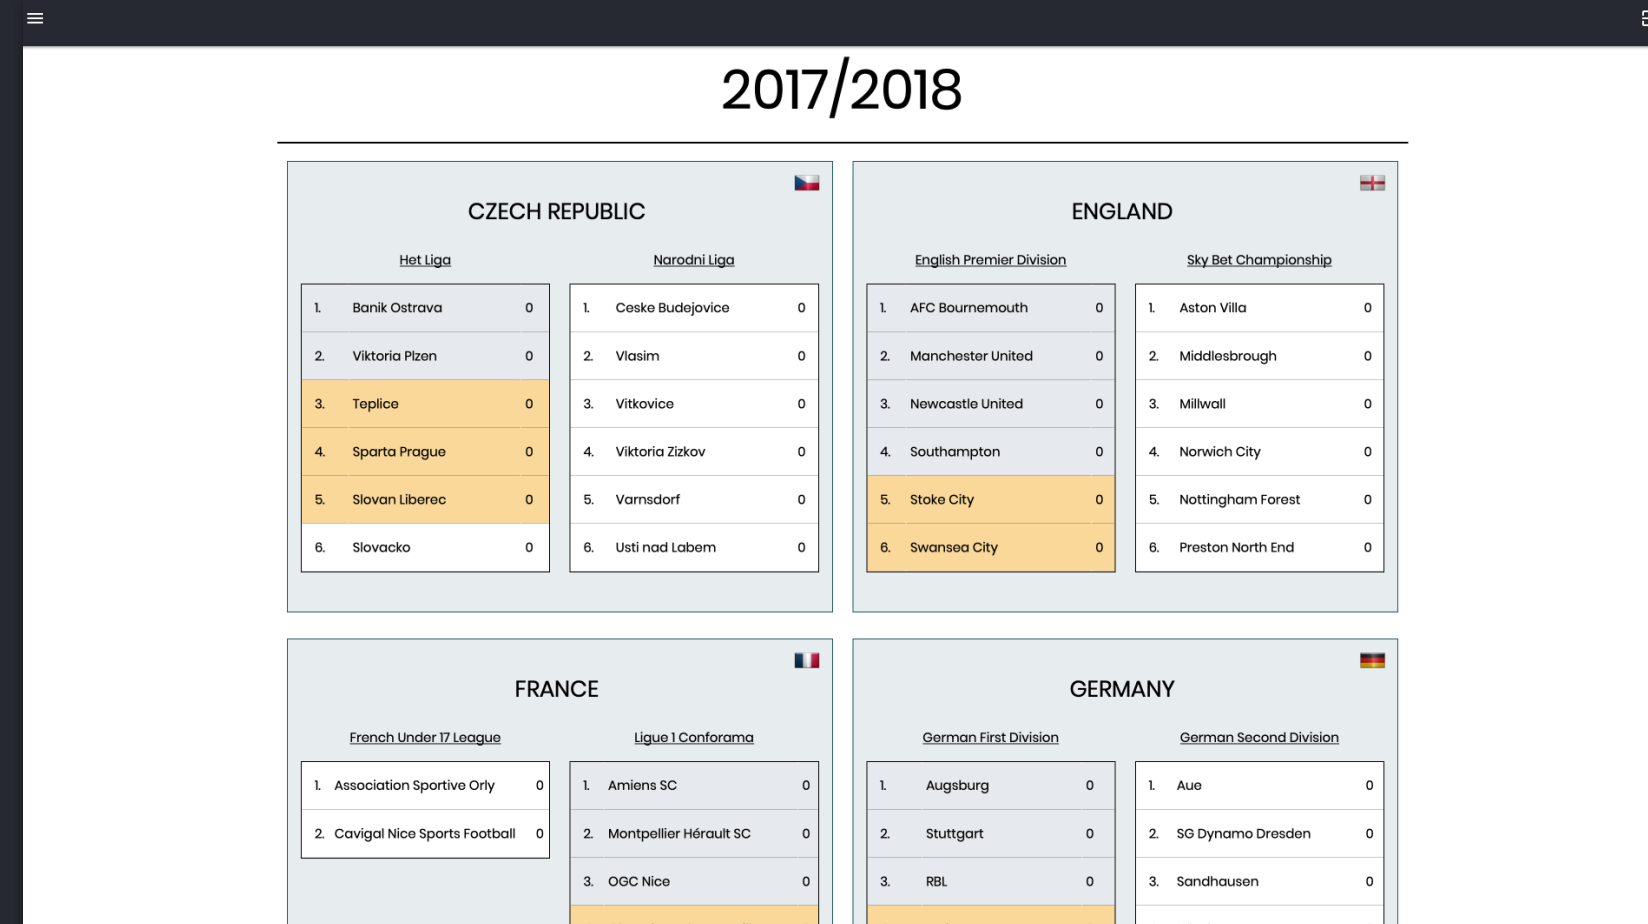 2017/2018
CZECH REPUBLIC
Het Liga
1. Banik Ostrava 0
2. Viktoria Plzen 0
3. Teplice 0
4. Sparta Prague 0
5. Slovan Liberec 0
6. Slovacko 0
Narodni Liga
1. Ceske Budejovice 0
2. Vlasim 0
3. Vitkovice 0
4. Viktoria Zizkov 0
5. Varnsdorf 0
6. Usti nad Labem 0
ENGLAND
English Premier Division
1. AFC Bournemouth 0
2. Manchester United 0
3. Newcastle United 0
4. Southampton 0
5. Stoke City 0
6. Swansea City 0
Sky Bet Championship
1. Aston Villa 0
2. Middlesbrough 0
3. Millwall 0
4. Norwich City 0
5. Nottingham Forest 0
6. Preston North End 0
FRANCE
French Under 17 League
1. Association Sportive Orly 0
2. Cavigal Nice Sports Football 0
Ligue 1 Conforama
1. Amiens SC 0
2. Montpellier Hérault SC 0
3. OGC Nice 0
GERMANY
German First Division
1. Augsburg 0
2. Stuttgart 0
3. RBL 0
German Second Division
1. Aue 0
2. SG Dynamo Dresden 0
3. Sandhausen 0